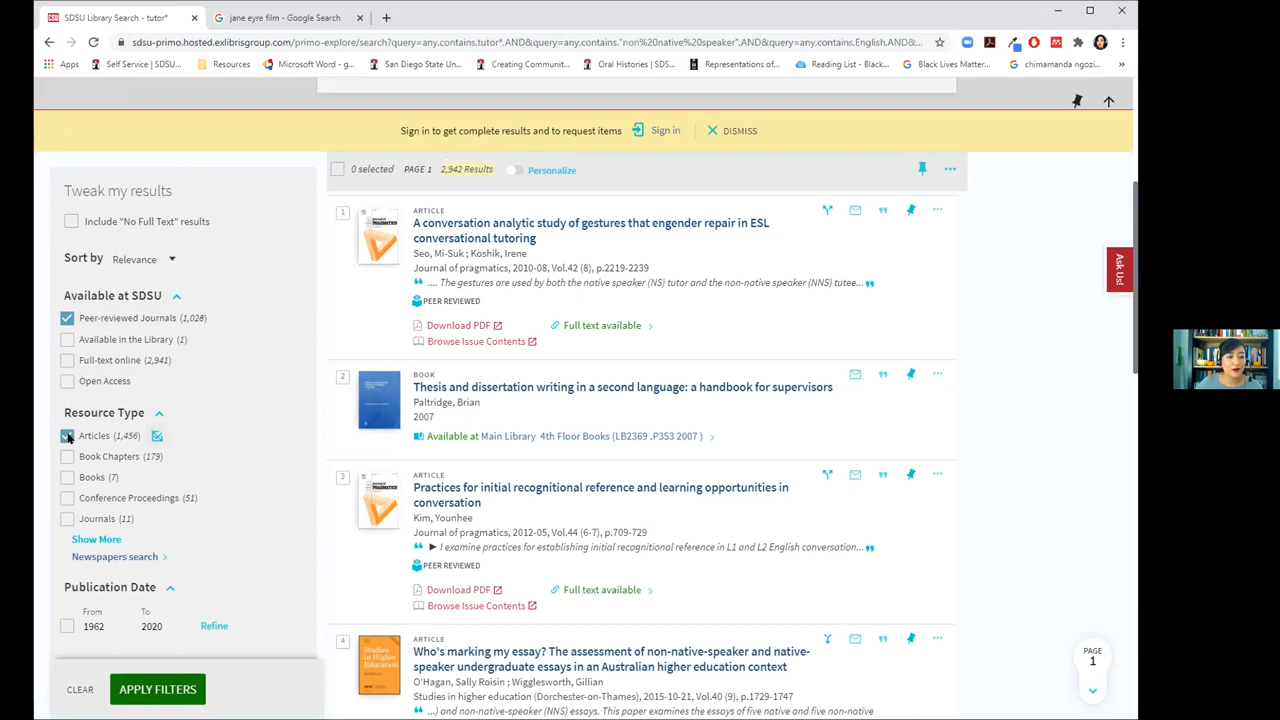 SDSU Library Search - tutor*
jane eyre film - Google Search
sdsu-primo.hosted.exlibrisgroup.com/primo-explore/search?query=any,contains,tutor*,AND&query=any,contains,"non%20native%20speaker",AND&query=any,contains,English,AND&...
Apps
Self Service | SDSU...
Resources
Microsoft Word - g...
San Diego State Un...
Creating Communit...
Oral Histories | SDS...
Representations of...
Reading List - Black...
Black Lives Matter...
chimamanda ngozi...
Sign in to get complete results and to request items
Sign in
DISMISS
Tweak my results
Include "No Full Text" results
Sort by Relevance
Available at SDSU
Peer-reviewed Journals (1,028)
Available in the Library (1)
Full-text online (2,941)
Open Access
Resource Type
Articles (1,456)
Book Chapters (179)
Books (7)
Conference Proceedings (51)
Journals (11)
Show More
Newspapers search
Publication Date
From To
1962 2020 Refine
CLEAR
APPLY FILTERS
0 selected PAGE 1 2,942 Results Personalize
1
ARTICLE
A conversation analytic study of gestures that engender repair in ESL
conversational tutoring
Seo, Mi-Suk ; Koshik, Irene
Journal of pragmatics, 2010-08, Vol.42 (8), p.2219-2239
.... The gestures are used by both the native speaker (NS) tutor and the non-native speaker (NNS) tutee...
PEER REVIEWED
Download PDF Full text available
Browse Issue Contents
2
BOOK
Thesis and dissertation writing in a second language: a handbook for supervisors
Paltridge, Brian
2007
Available at Main Library 4th Floor Books (LB2369 .P353 2007 )
3
ARTICLE
Practices for initial recognitional reference and learning opportunities in
conversation
Kim, Younhee
Journal of pragmatics, 2012-05, Vol.44 (6-7), p.709-729
► I examine practices for establishing initial recognitional reference in L1 and L2 English conversation...
PEER REVIEWED
Download PDF Full text available
Browse Issue Contents
4
ARTICLE
Who's marking my essay? The assessment of non-native-speaker and native-
speaker undergraduate essays in an Australian higher education context
O'Hagan, Sally Roisin ; Wigglesworth, Gillian
Studies in higher education (Dorchester-on-Thames), 2015-10-21, Vol.40 (9), p.1729-1747
...) and non-native-speaker (NNS) essays. This paper examines the essays of five native and five non-native
Ask Us!
PAGE
1